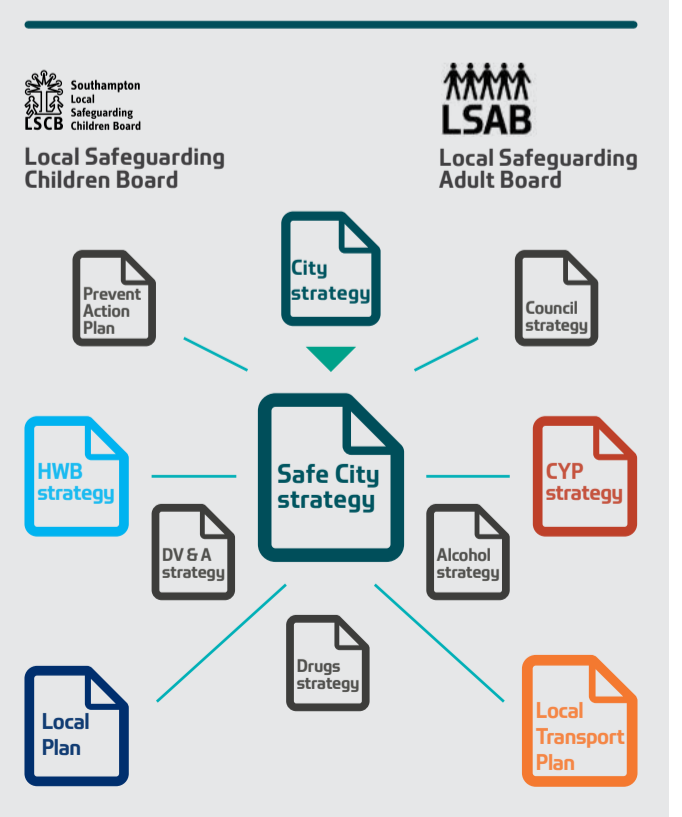 Southampton
Local
Safeguarding
Children Board
LSCB
LSAB
Local Safeguarding
Children Board
Local Safeguarding
Adult Board
City
strategy
Prevent
Action
Plan
Council
strategy
HWB
strategy
Safe City
strategy
CYP
strategy
DV & A
strategy
Alcohol
strategy
Drugs
strategy
Local
Plan
Local
Transport
Plan